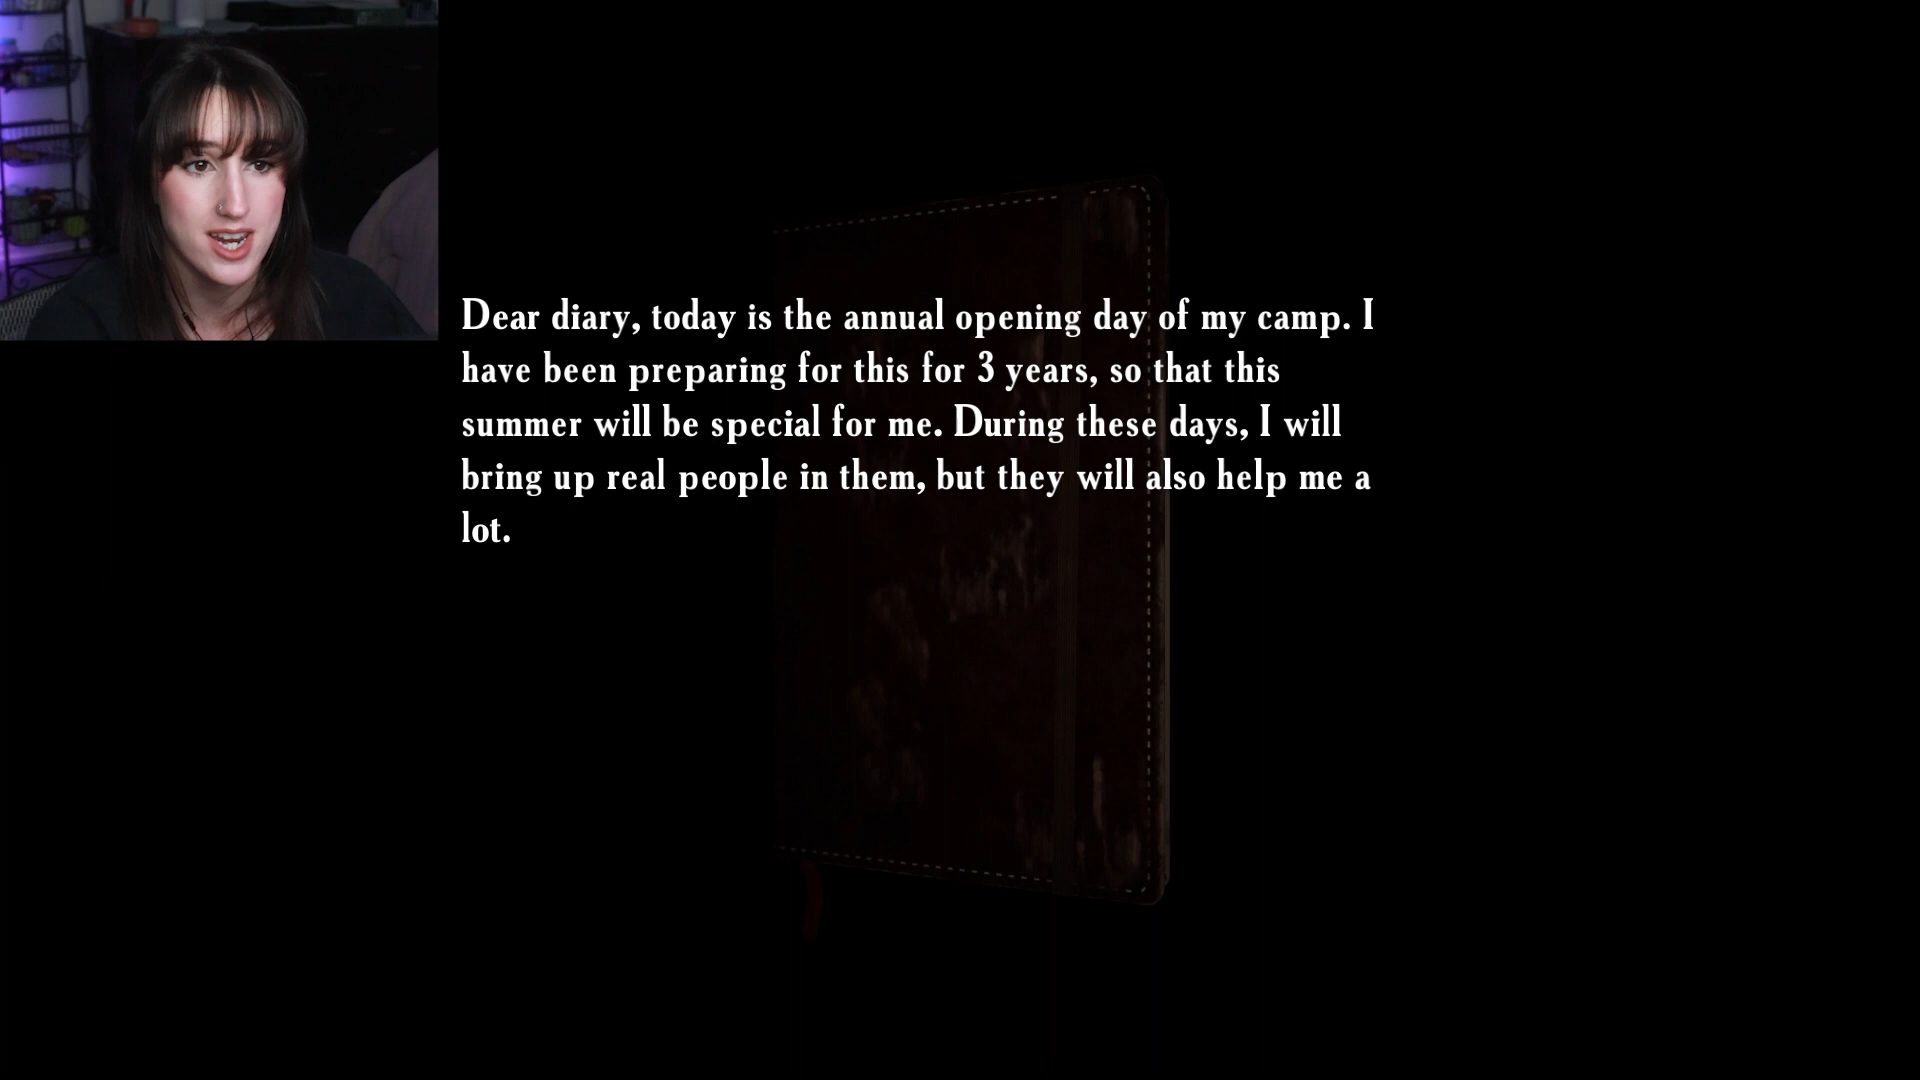 Dear diary, today is the annual opening day of my camp. I
have been preparing for this for 3 years, so that this
summer will be special for me. During these days, I will
bring up real people in them, but they will also help me a
lot.